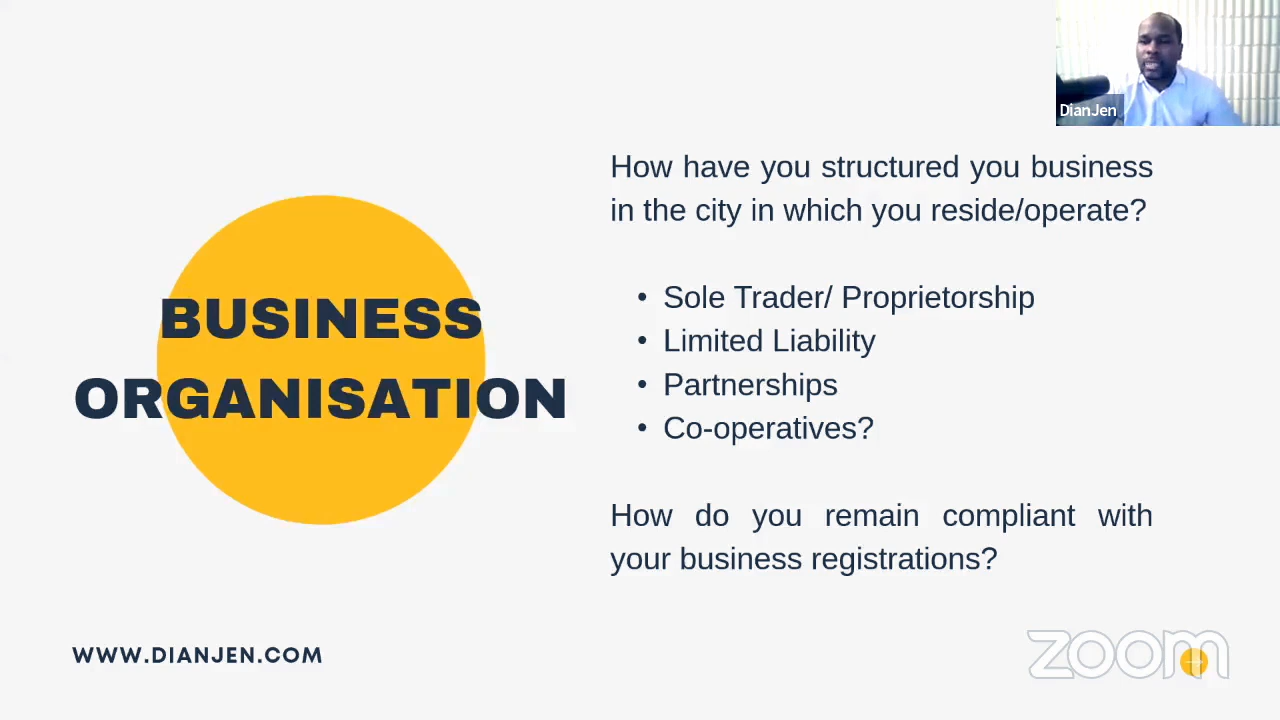 DianJen
How have you structured you business
in the city in which you reside/operate?
BUSINESS
ORGANISATION
• Sole Trader/ Proprietorship
• Limited Liability
• Partnerships
• Co-operatives?
How do you remain compliant with
your business registrations?
WWW.DIANJEN.COM
zoom